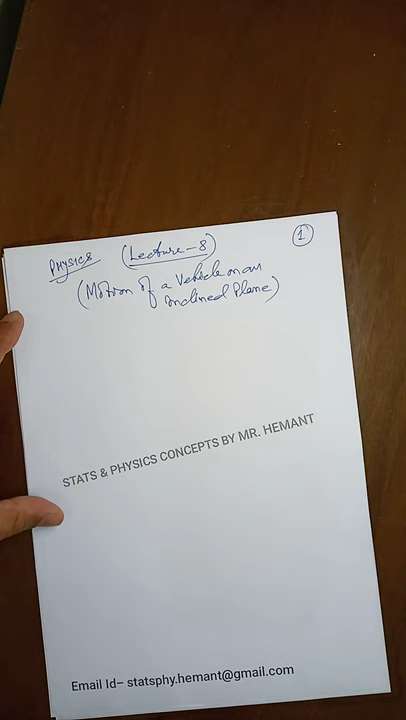 PHYSICS (Lecture-8) 1
(Motion of a Vehicle on an
Inclined Plane)
STATS & PHYSICS CONCEPTS BY MR. HEMANT
Email Id– statsphy.hemant@gmail.com